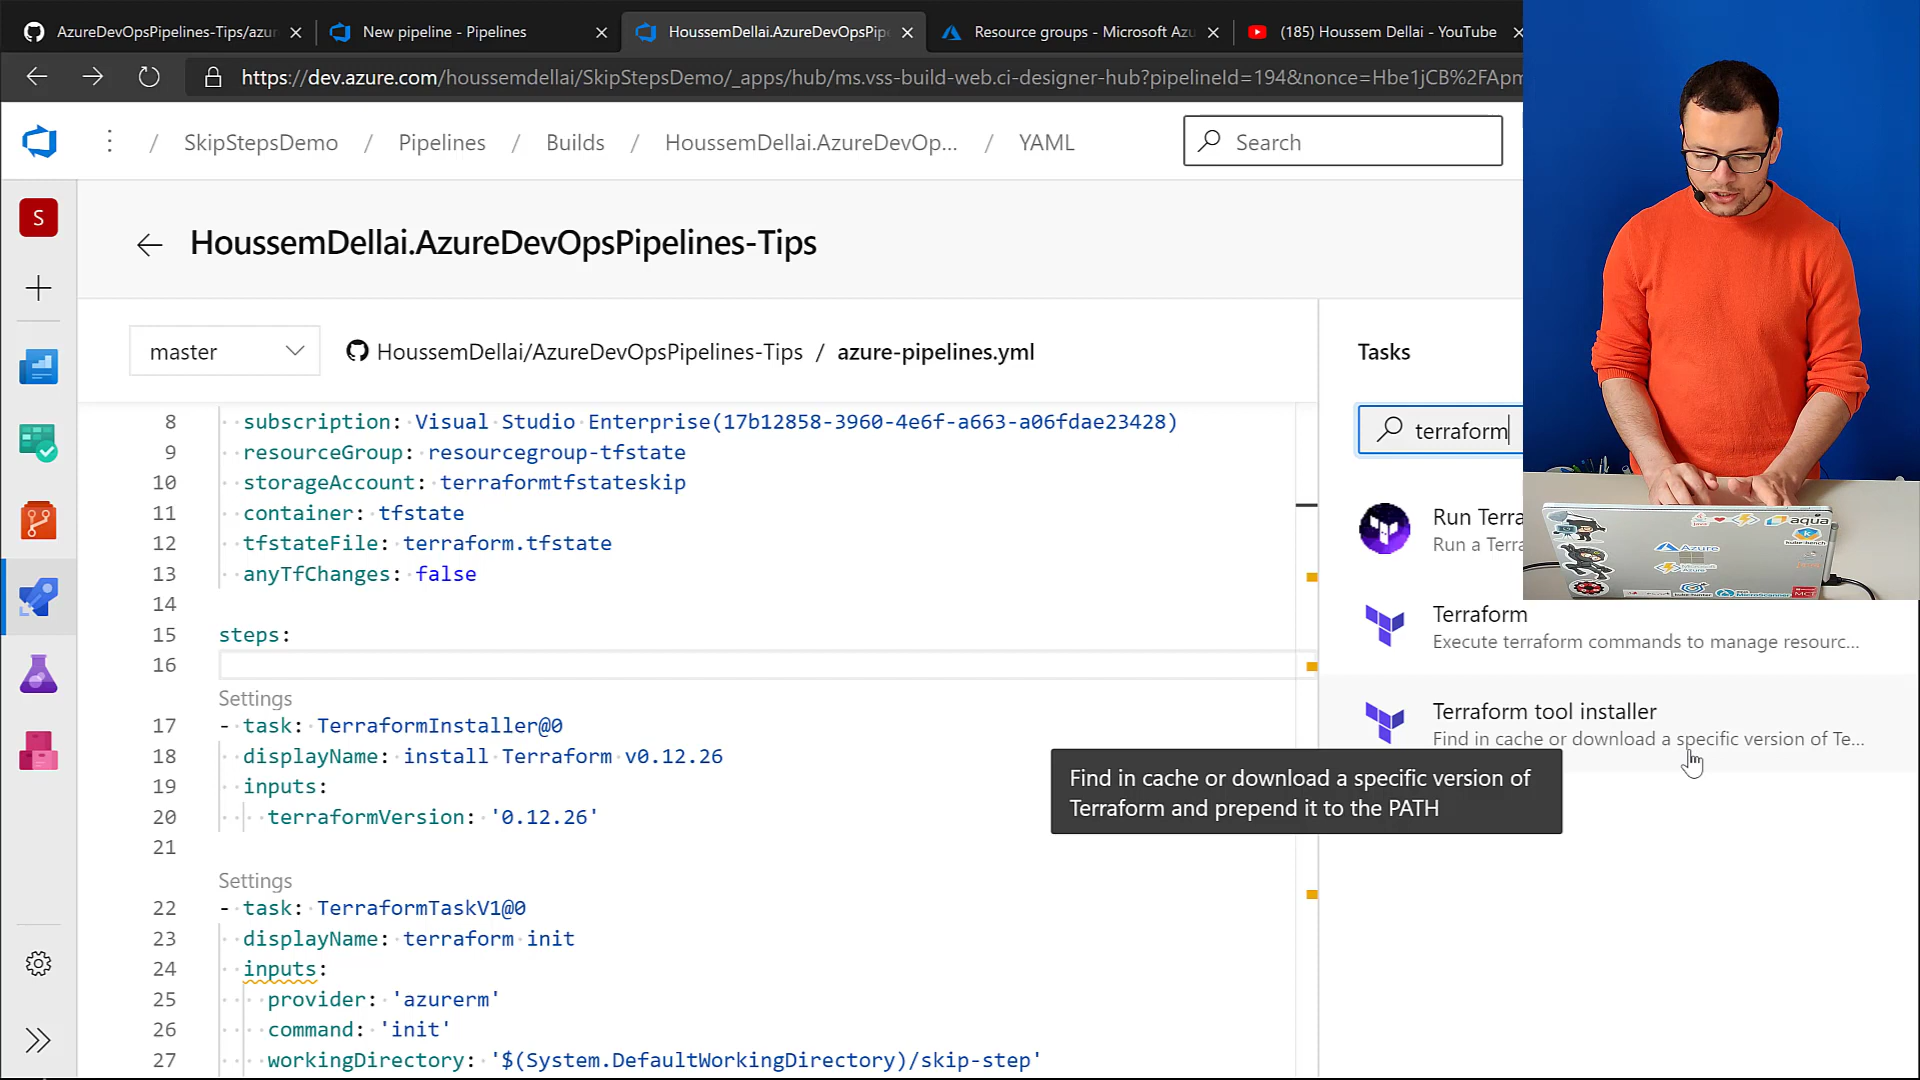 AzureDevOpsPipelines-Tips/azur
New pipeline - Pipelines
HoussemDellai.AzureDevOpsPip
Resource groups - Microsoft Azu
(185) Houssem Dellai - YouTube
https://dev.azure.com/houssemdellai/SkipStepsDemo/_apps/hub/ms.vss-build-web.ci-designer-hub?pipelineId=194&nonce=Hbe1jCB%2FApm
/ SkipStepsDemo / Pipelines / Builds / HoussemDellai.AzureDevOp... / YAML
Search
S
HoussemDellai.AzureDevOpsPipelines-Tips
master
HoussemDellai/AzureDevOpsPipelines-Tips / azure-pipelines.yml
8 subscription: Visual Studio Enterprise(17b12858-3960-4e6f-a663-a06fdae23428)
9 resourceGroup: resourcegroup-tfstate
10 storageAccount: terraformtfstateskip
11 container: tfstate
12 tfstateFile: terraform.tfstate
13 anyTfChanges: false
14
15 steps:
16
Settings
17 - task: TerraformInstaller@0
18 displayName: install Terraform v0.12.26
19 inputs:
20 terraformVersion: '0.12.26'
21
Settings
22 - task: TerraformTaskV1@0
23 displayName: terraform init
24 inputs:
25 provider: 'azurerm'
26 command: 'init'
27 workingDirectory: '$(System.DefaultWorkingDirectory)/skip-step'
Tasks
terraform
Run Terra
Run a Terra
Terraform
Execute terraform commands to manage resourc...
Terraform tool installer
Find in cache or download a specific version of Te...
Find in cache or download a specific version of
Terraform and prepend it to the PATH
aqua
Azure
MCT